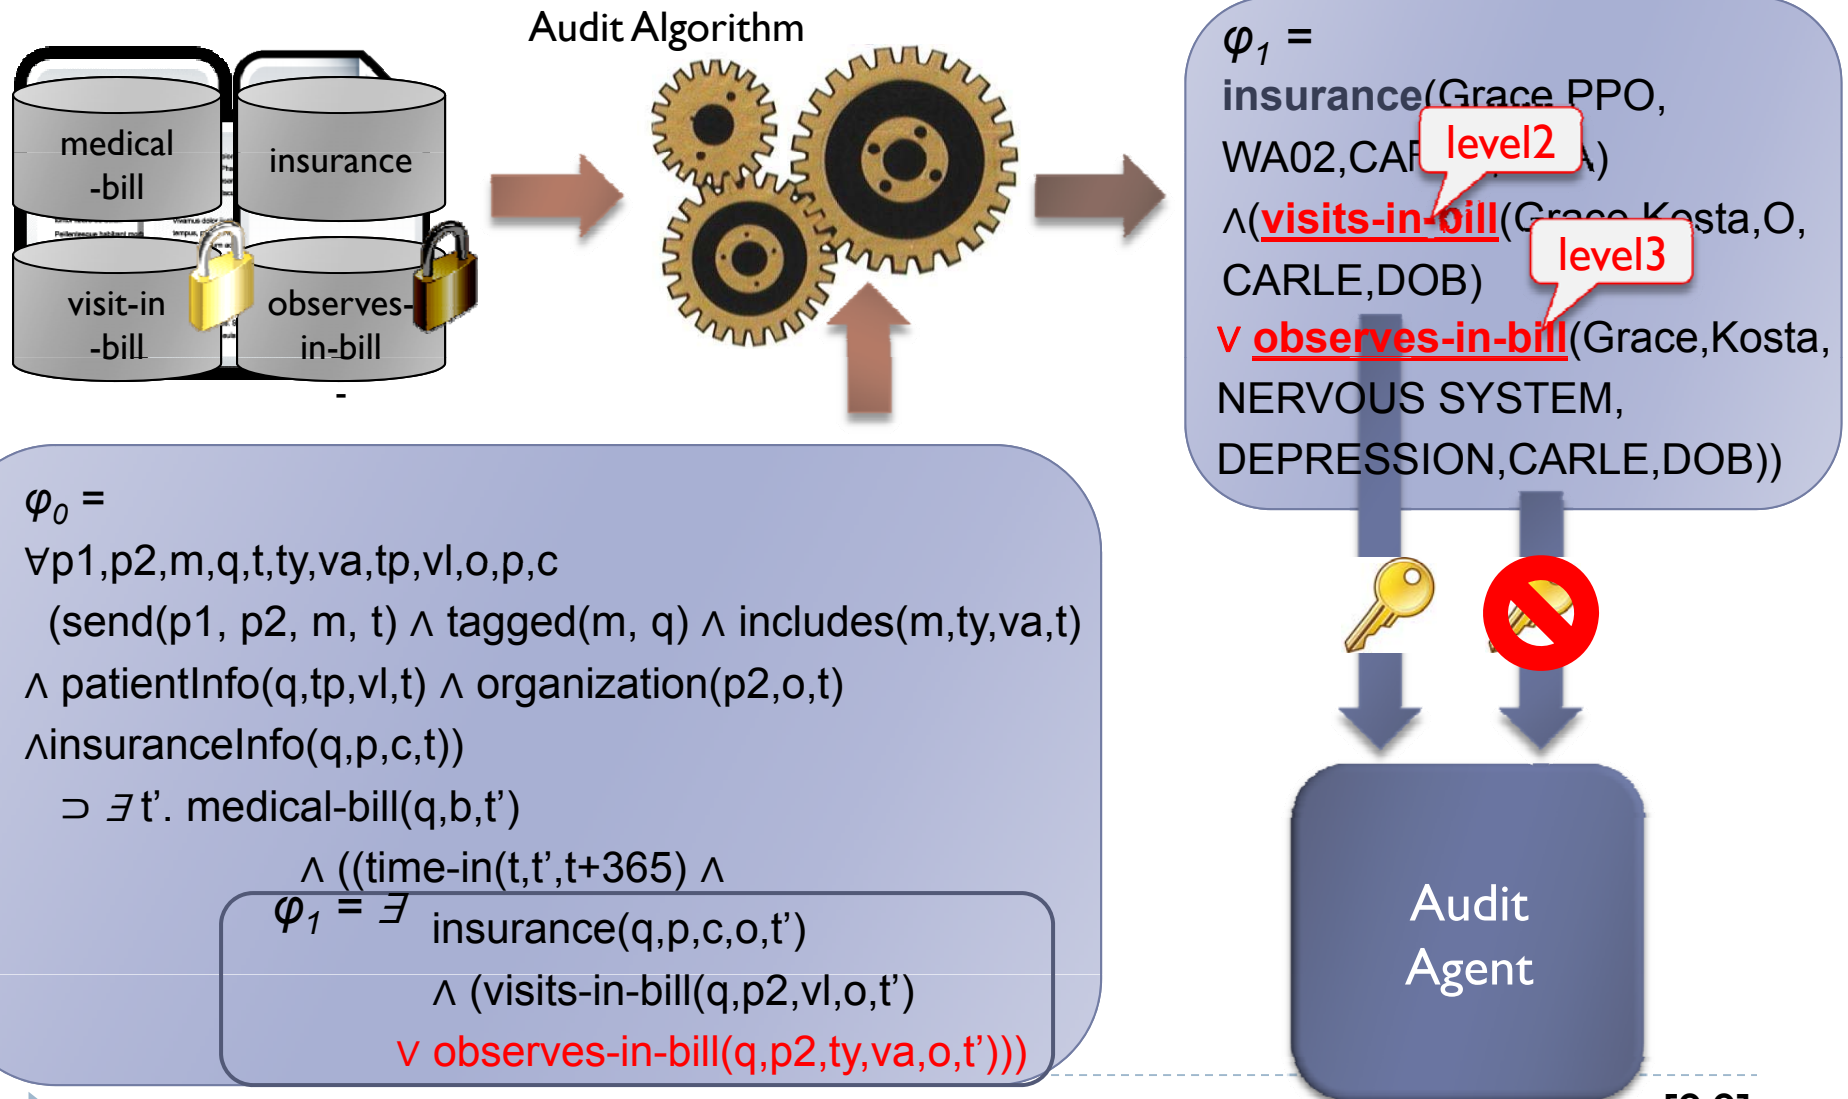 Audit Algorithm
medical
-bill
insurance
visit-in
-bill
observes-
in-bill
-
φ1 =
insurance(Grace,PPO,
WA02,
level2
∧(visits-in-bill(Grace,Kosta,O,
level3
CARLE,DOB)
∨ observes-in-bill(Grace,Kosta,
NERVOUS SYSTEM,
DEPRESSION,CARLE,DOB))
φ0 =
∀p1,p2,m,q,t,ty,va,tp,vl,o,p,c
(send(p1, p2, m, t) ∧ tagged(m, q) ∧ includes(m,ty,va,t)
∧ patientInfo(q,tp,vl,t) ∧ organization(p2,o,t)
∧insuranceInfo(q,p,c,t))
⊃ ∃ t’. medical-bill(q,b,t’)
∧ ((time-in(t,t’,t+365) ∧
φ1 = ∃
insurance(q,p,c,o,t’)
∧ (visits-in-bill(q,p2,vl,o,t’)
∨ observes-in-bill(q,p2,ty,va,o,t’)))
Audit
Agent